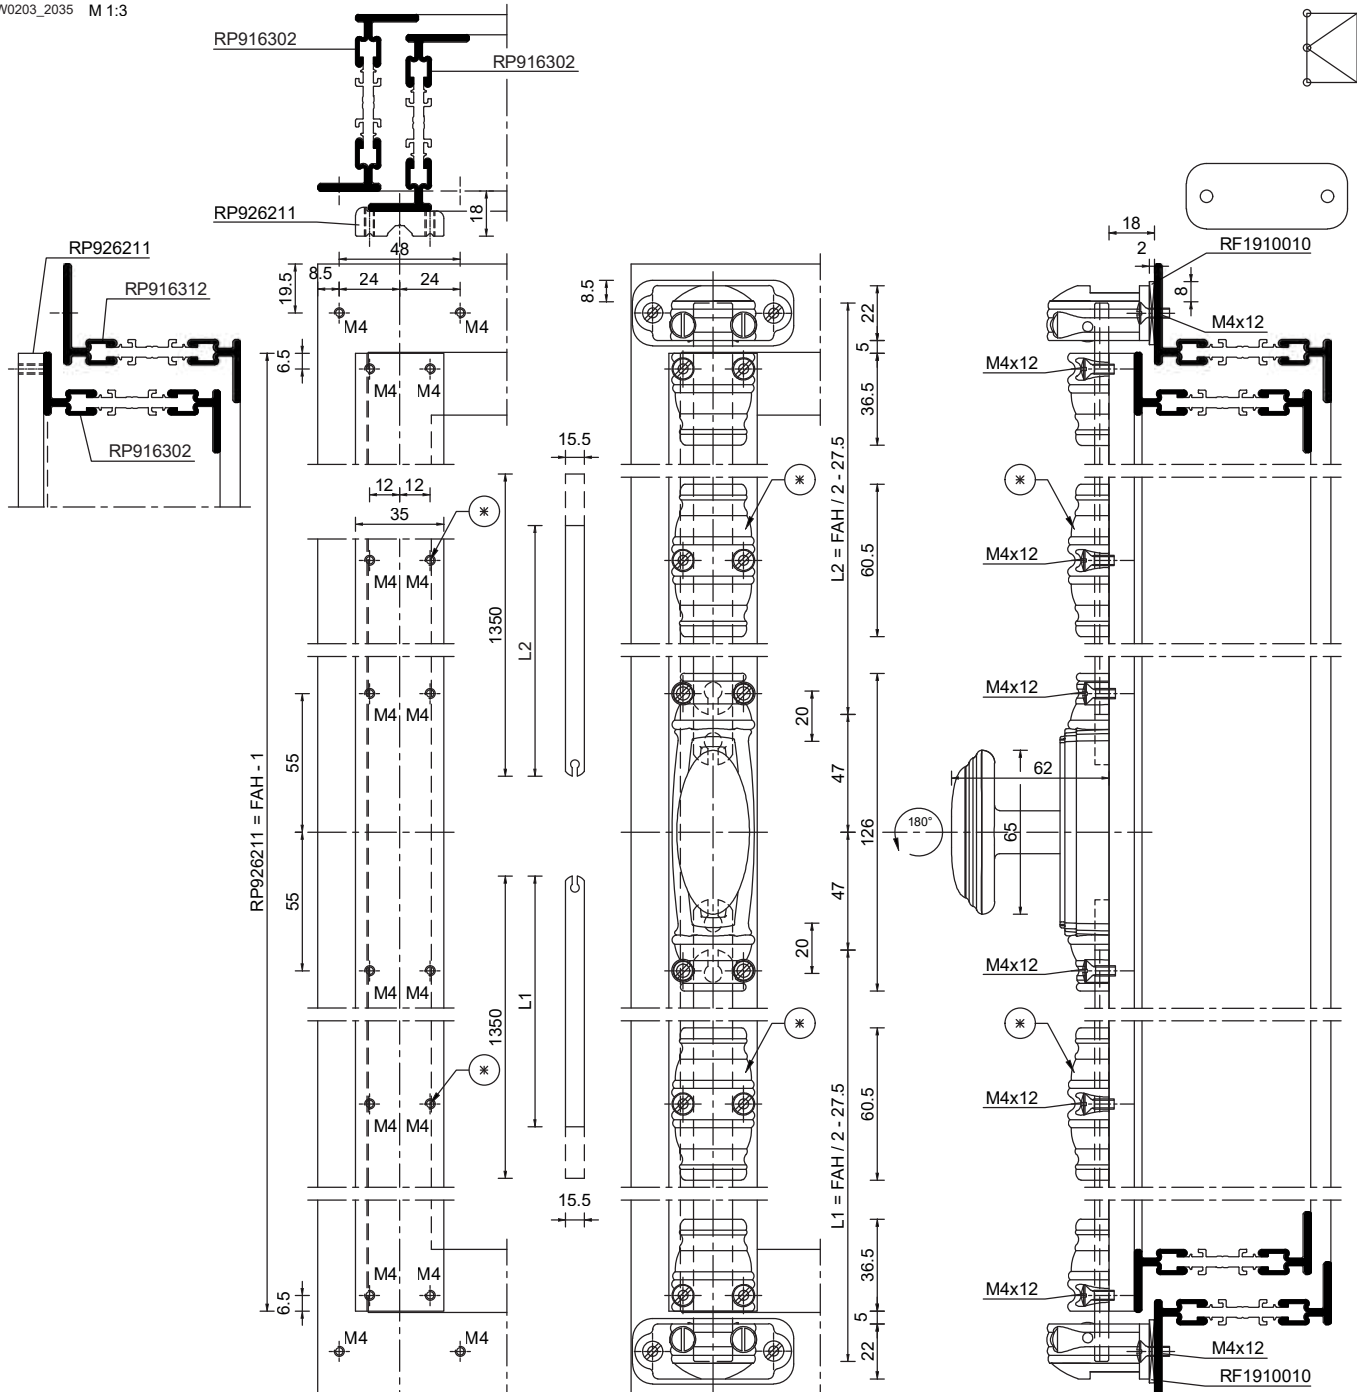 W0203_2035 M 1:3
RP916302
RP916302
RP926211
18
RP926211
RP916312
RP916302
48
8.5
24
24
19.5
M4
M4
6.5
M4
M4
12
12
35
*
M4
M4
M4
M4
55
55
RP926211 = FAH - 1
M4
M4
*
M4
M4
M4
M4
6.5
M4
M4
15.5
1350
L2
L1
1350
15.5
8.5
22
5
36.5
*
L2 = FAH / 2 - 27.5
60.5
20
47
126
47
20
*
L1 = FAH / 2 - 27.5
60.5
36.5
5
22
18
2
RF1910010
8
M4x12
M4x12
*
M4x12
M4x12
62
65
180°
M4x12
*
M4x12
M4x12
M4x12
RF1910010